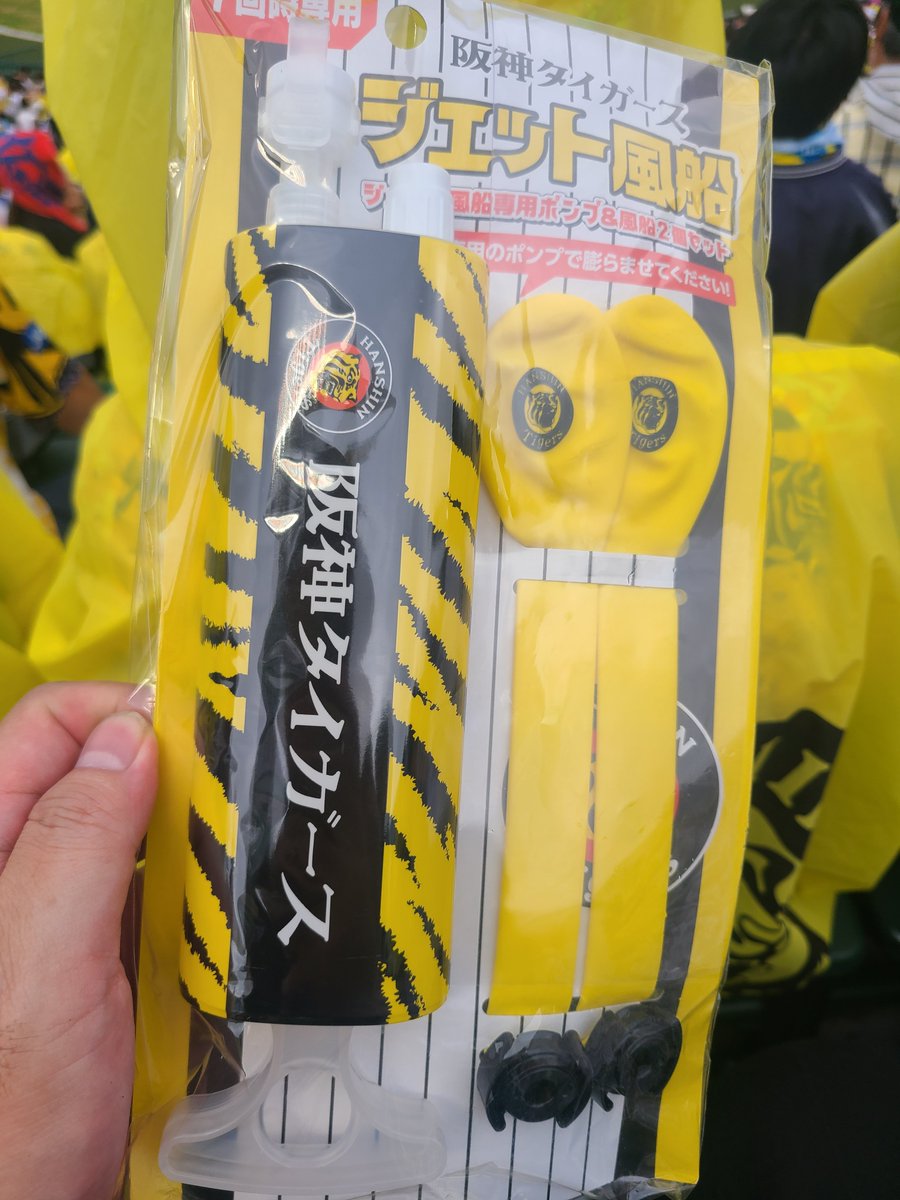 7回際専用
阪神タイガース
ジェット風船
風船専用ポンプ&風船2個セット
用のポンプで膨らませてください!
HANSHIN
阪神タイガース
HANSHIN
Tigers
HANSHIN
Tigers